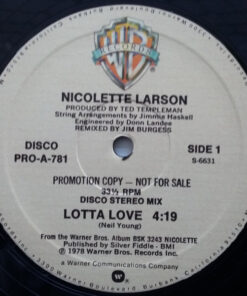 WB
RECORDS
NICOLETTE LARSON
PRODUCED BY TED TEMPLEMAN
String Arrangements by Jimmie Haskell
Engineered by Donn Landee
REMIXED BY JIM BURGESS
DISCO
PRO-A-781
SIDE 1
S-6631
PROMOTION COPY — NOT FOR SALE
33⅓ RPM
DISCO STEREO MIX
LOTTA LOVE 4:19
(Neil Young)
From the Warner Bros. Album BSK 3243 NICOLETTE
Published by Silver Fiddle - BMI
℗ 1978 Warner Bros. Records Inc.
a Warner Communications Company